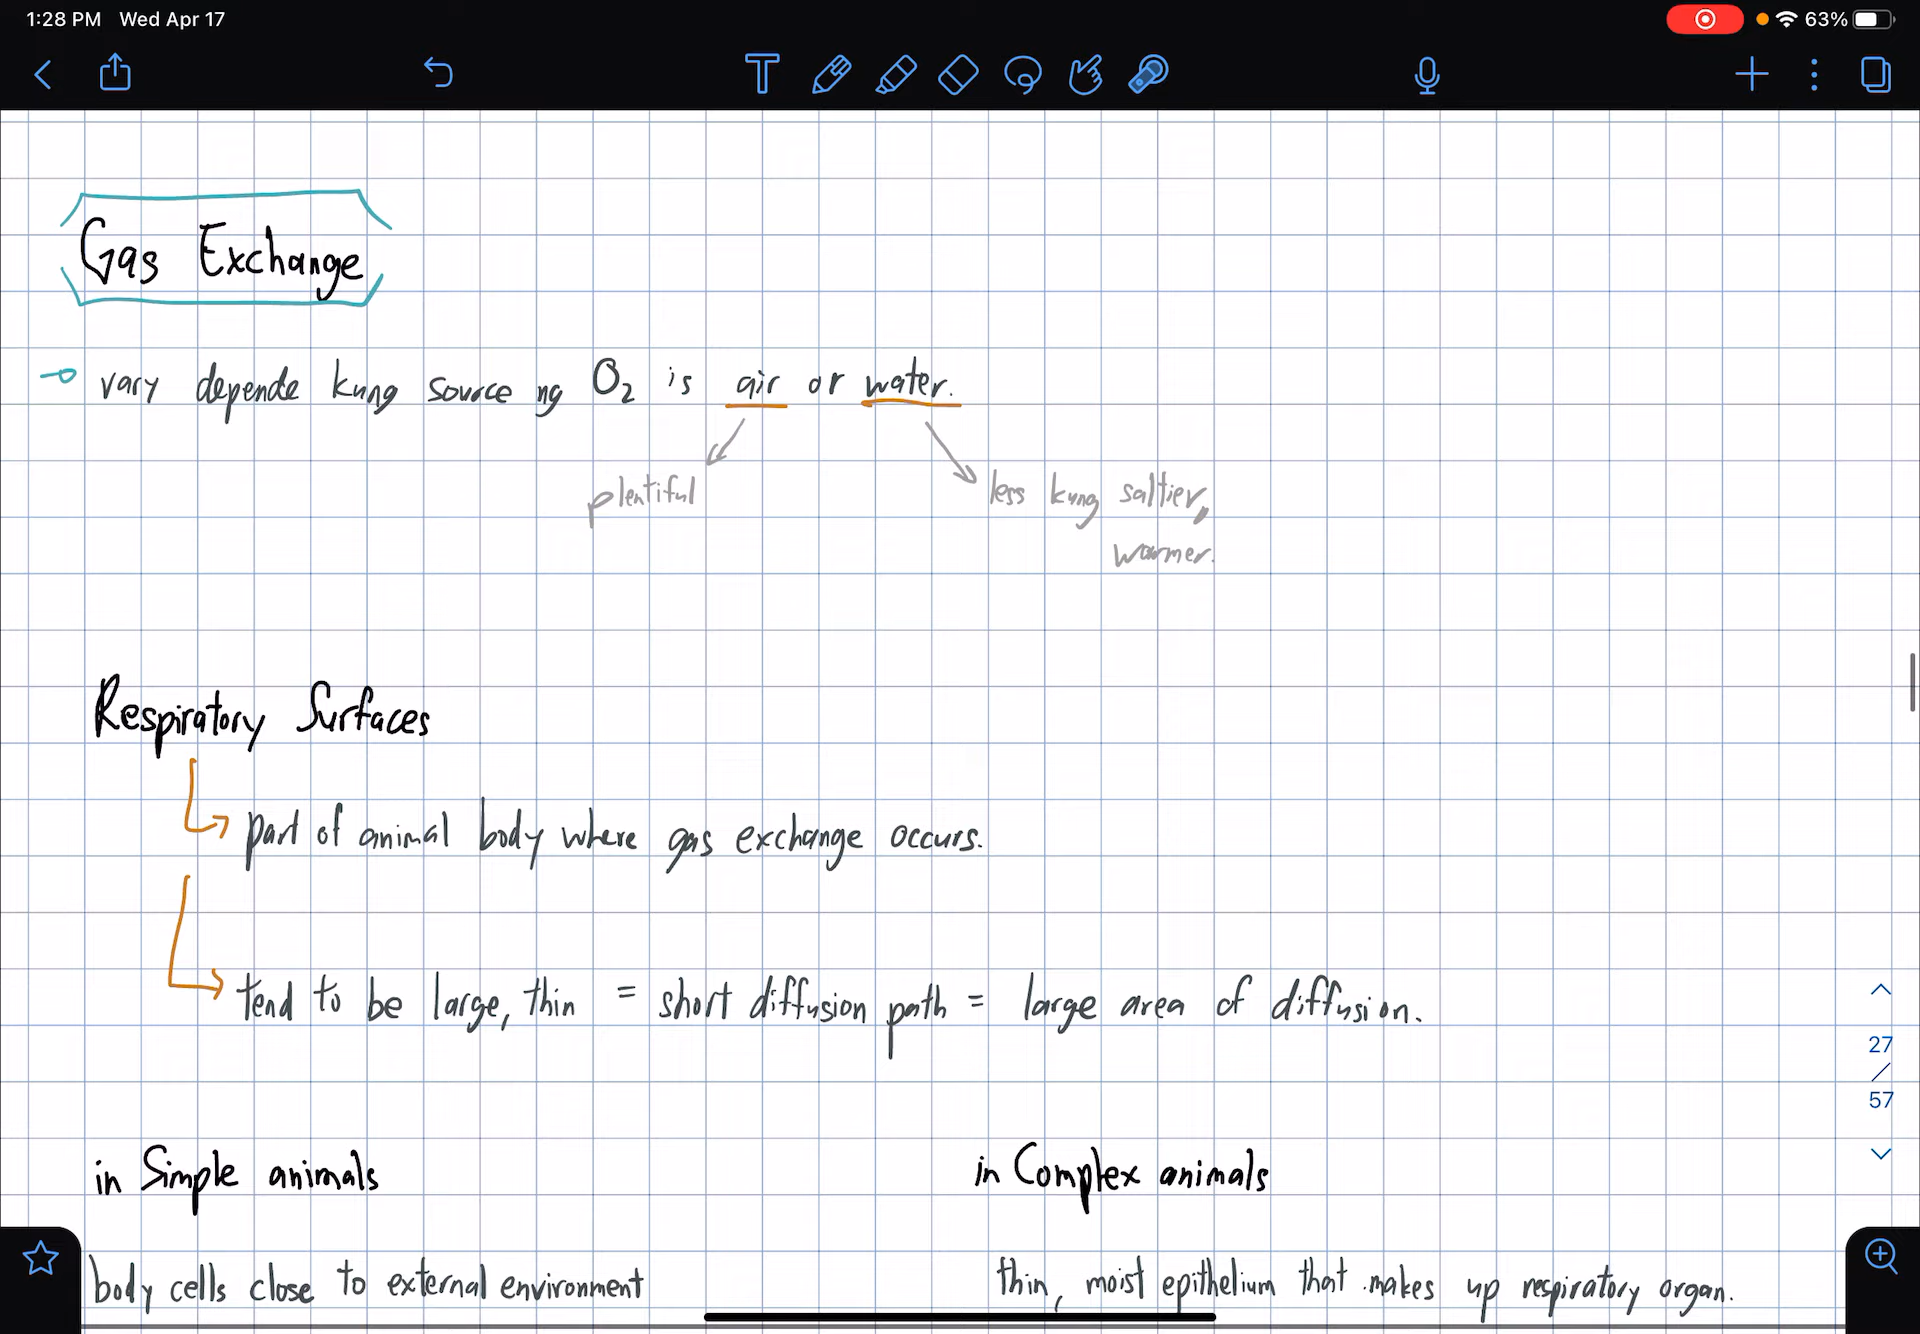 1:28 PM Wed Apr 17
63%
Gas Exchange
vary depende kung source ng O₂ is air or water.
plentiful
less kung saltier,
warmer.
Respiratory Surfaces
part of animal body where gas exchange occurs.
tend to be large, thin = short diffusion path = large area of diffusion.
27
/
57
in Simple animals
in Complex animals
body cells close to external environment
thin, moist epithelium that makes up respiratory organ.